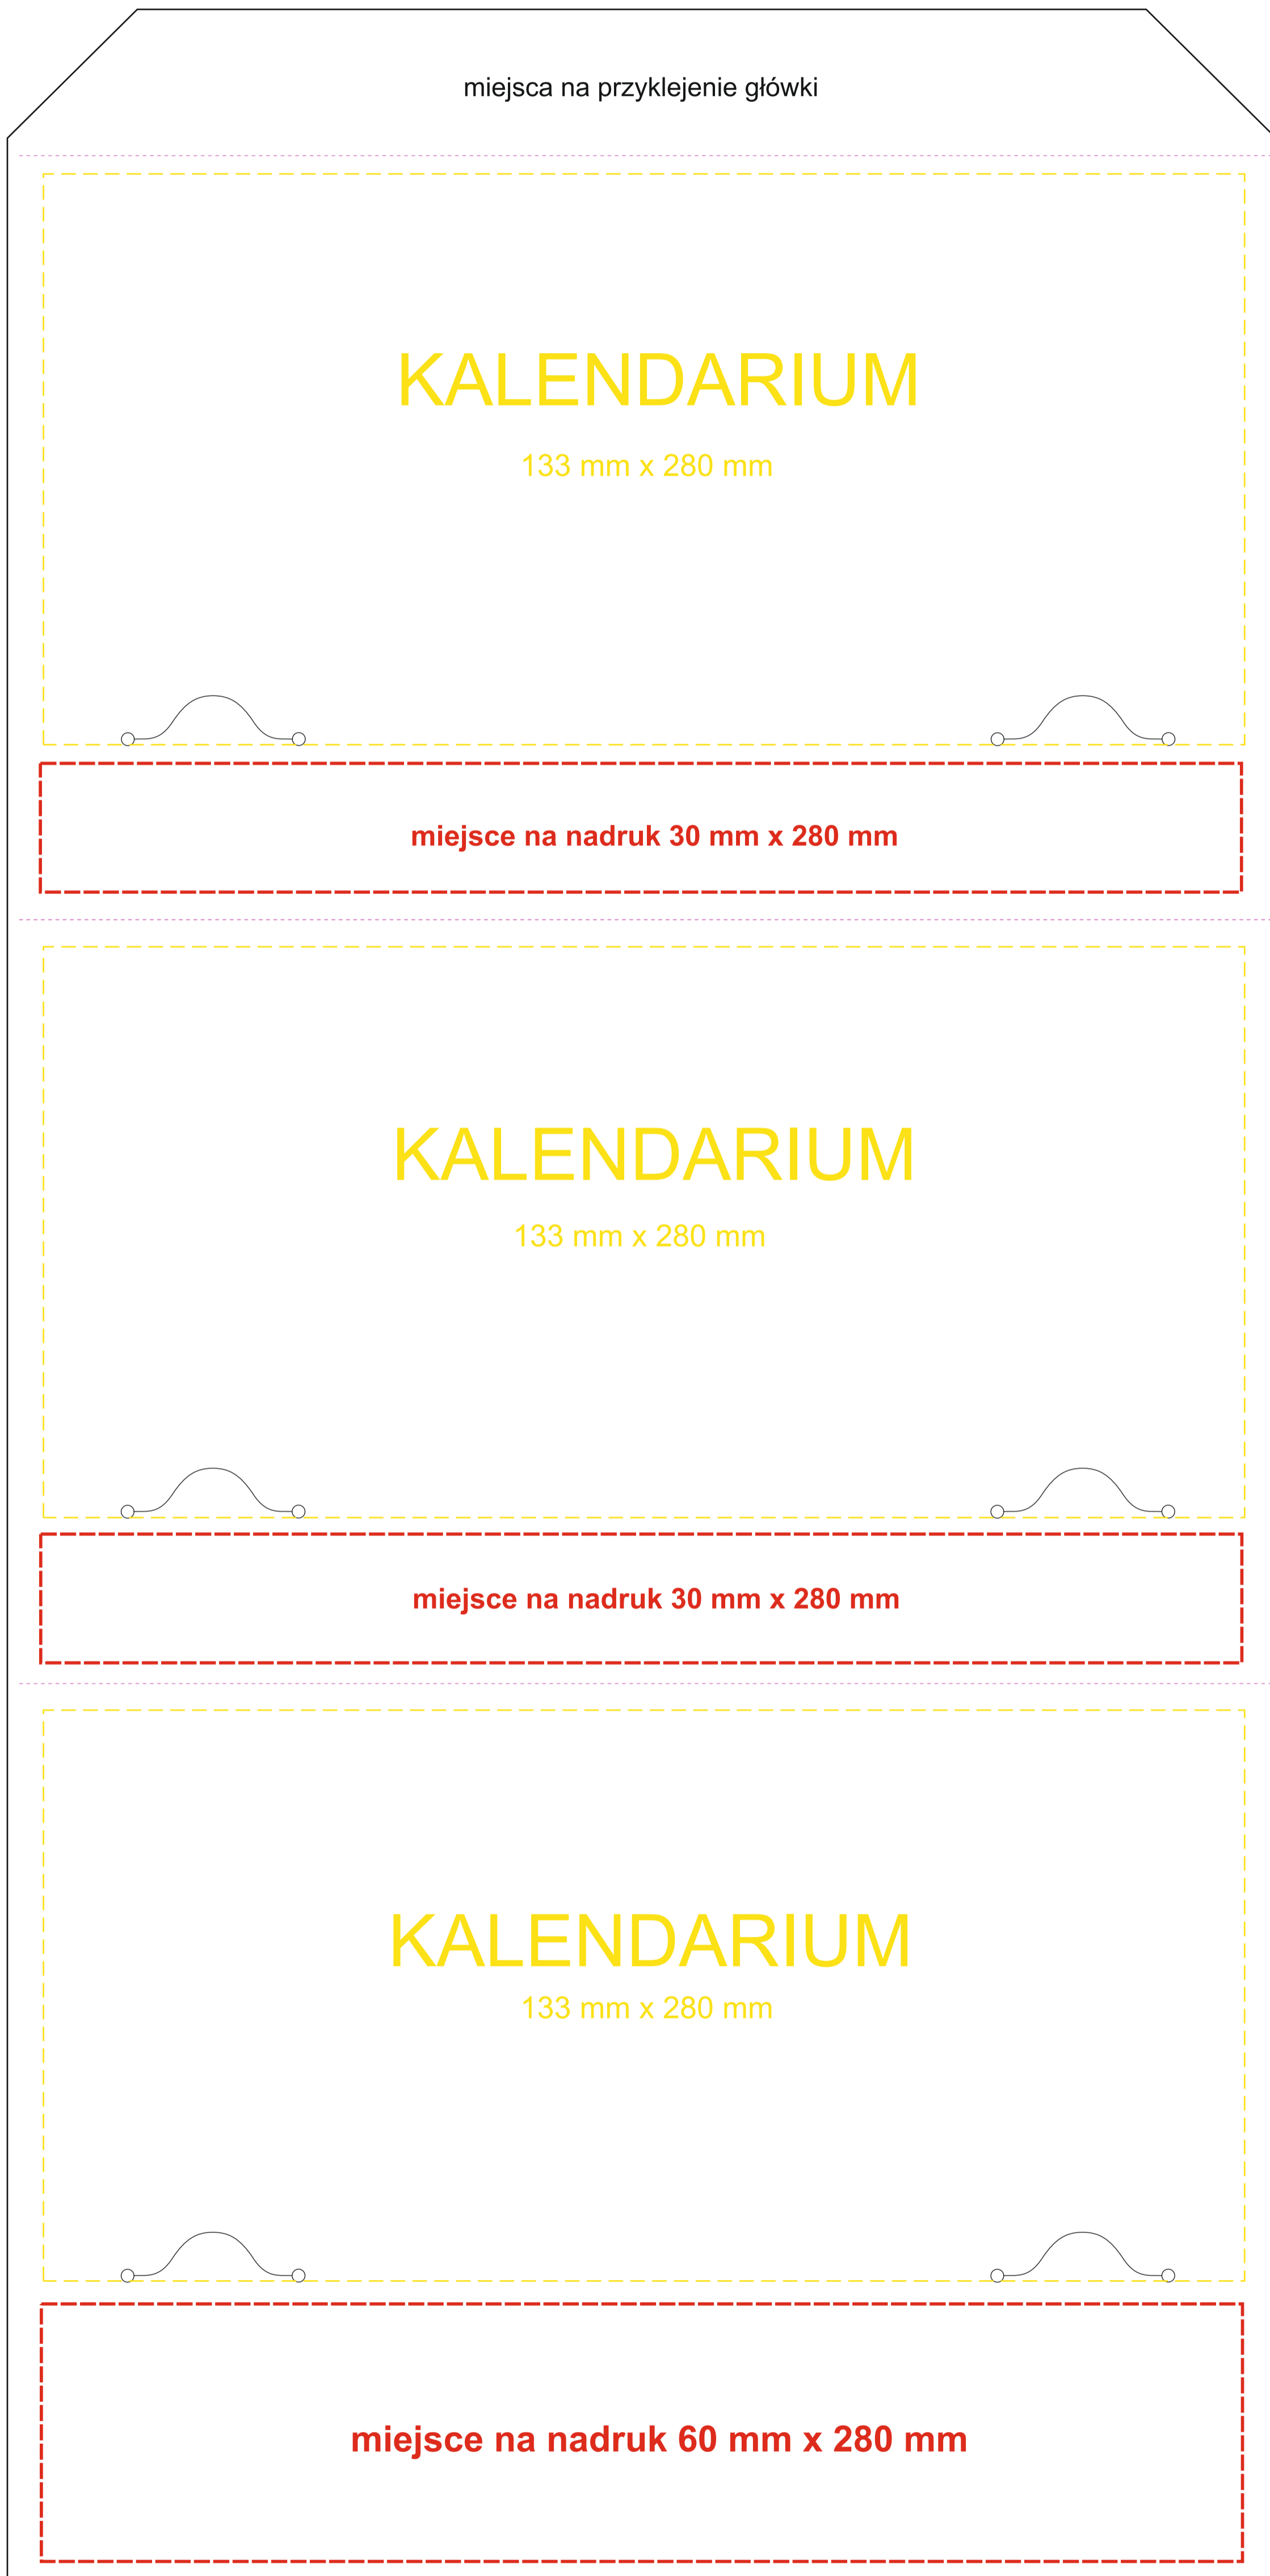 miejsca na przyklejenie główki
KALENDARIUM
133 mm x 280 mm
miejsce na nadruk 30 mm x 280 mm
KALENDARIUM
133 mm x 280 mm
miejsce na nadruk 30 mm x 280 mm
KALENDARIUM
133 mm x 280 mm
miejsce na nadruk 60 mm x 280 mm